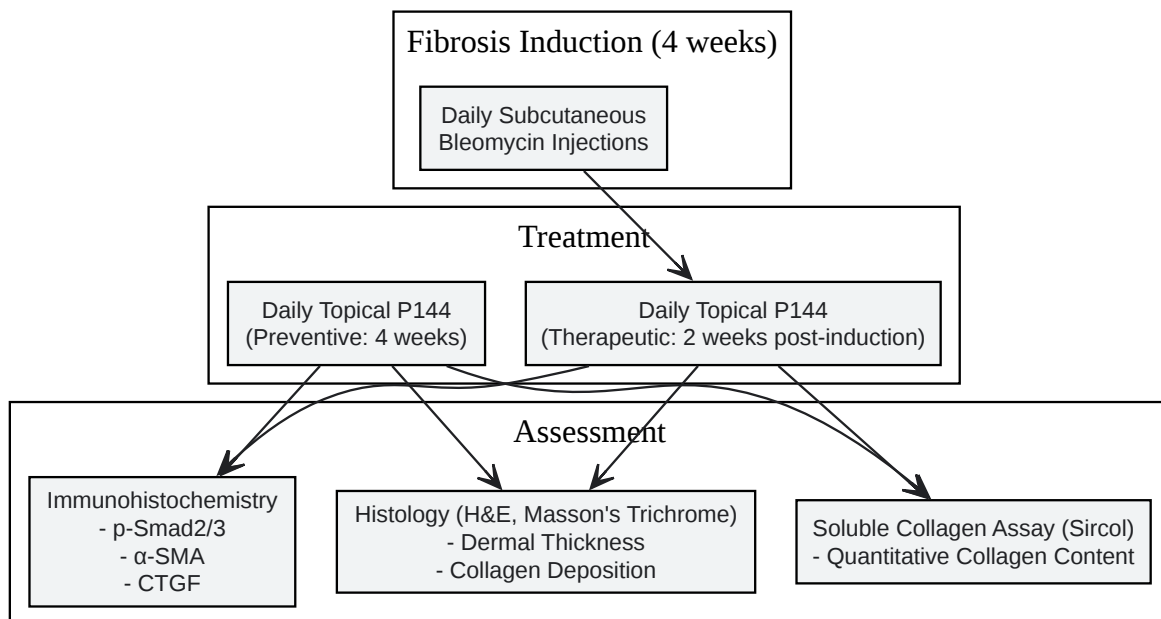 Fibrosis Induction (4 weeks)
Daily Subcutaneous
Bleomycin Injections
Treatment
Daily Topical P144
(Preventive: 4 weeks)
Daily Topical P144
(Therapeutic: 2 weeks post-induction)
Assessment
Immunohistochemistry
- p-Smad2/3
- α-SMA
- CTGF
Histology (H&E, Masson's Trichrome)
- Dermal Thickness
- Collagen Deposition
Soluble Collagen Assay (Sircol)
- Quantitative Collagen Content